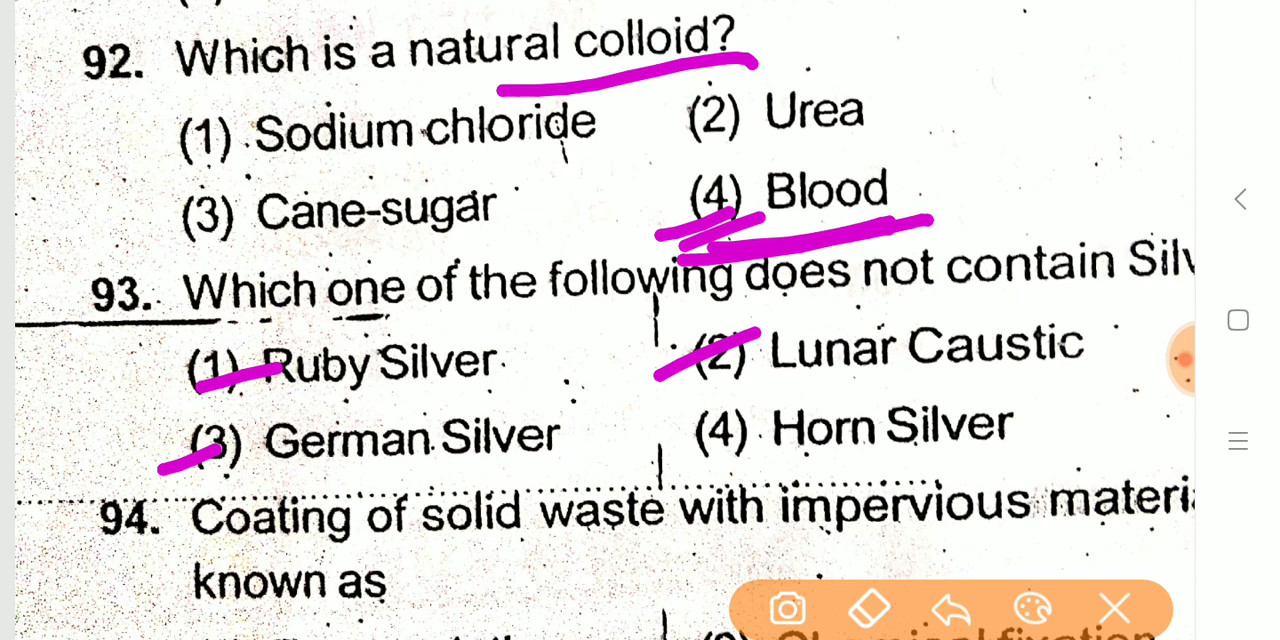 92. Which is a natural colloid?
(1) Sodium chloride (2) Urea
(3) Cane-sugar (4) Blood
93. Which one of the following does not contain
(1) Ruby Silver (2) Lunar Caustic
(3) German Silver (4) Horn Silver
94. Coating of solid waste with impervious
known as